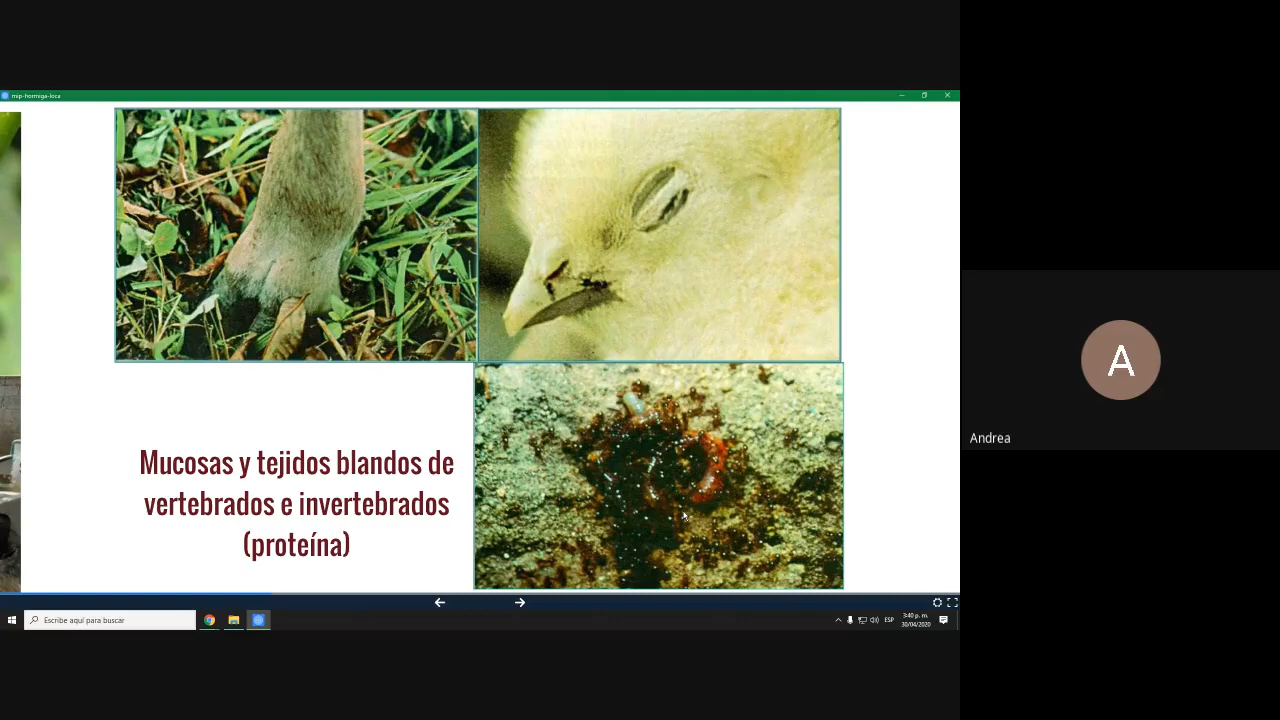 mip-hormiga-loca
Mucosas y tejidos blandos de
vertebrados e invertebrados
(proteína)
A
Andrea
Escribe aquí para buscar
ESP
3:40 p. m.
30/04/2020